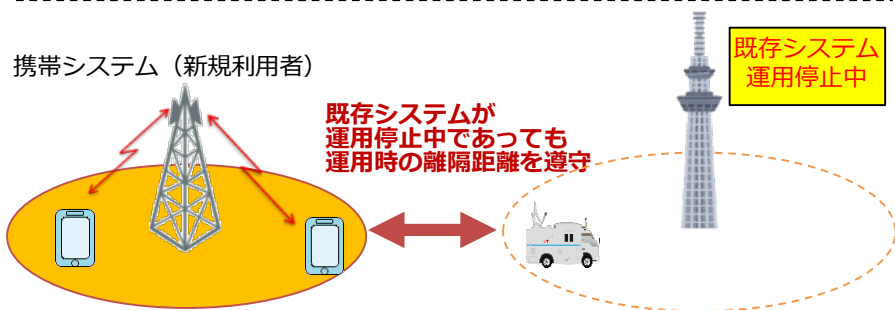 携帯システム（新規利用者）
既存システムが
運用停止中であっても
運用時の離隔距離を遵守
既存システム
運用停止中